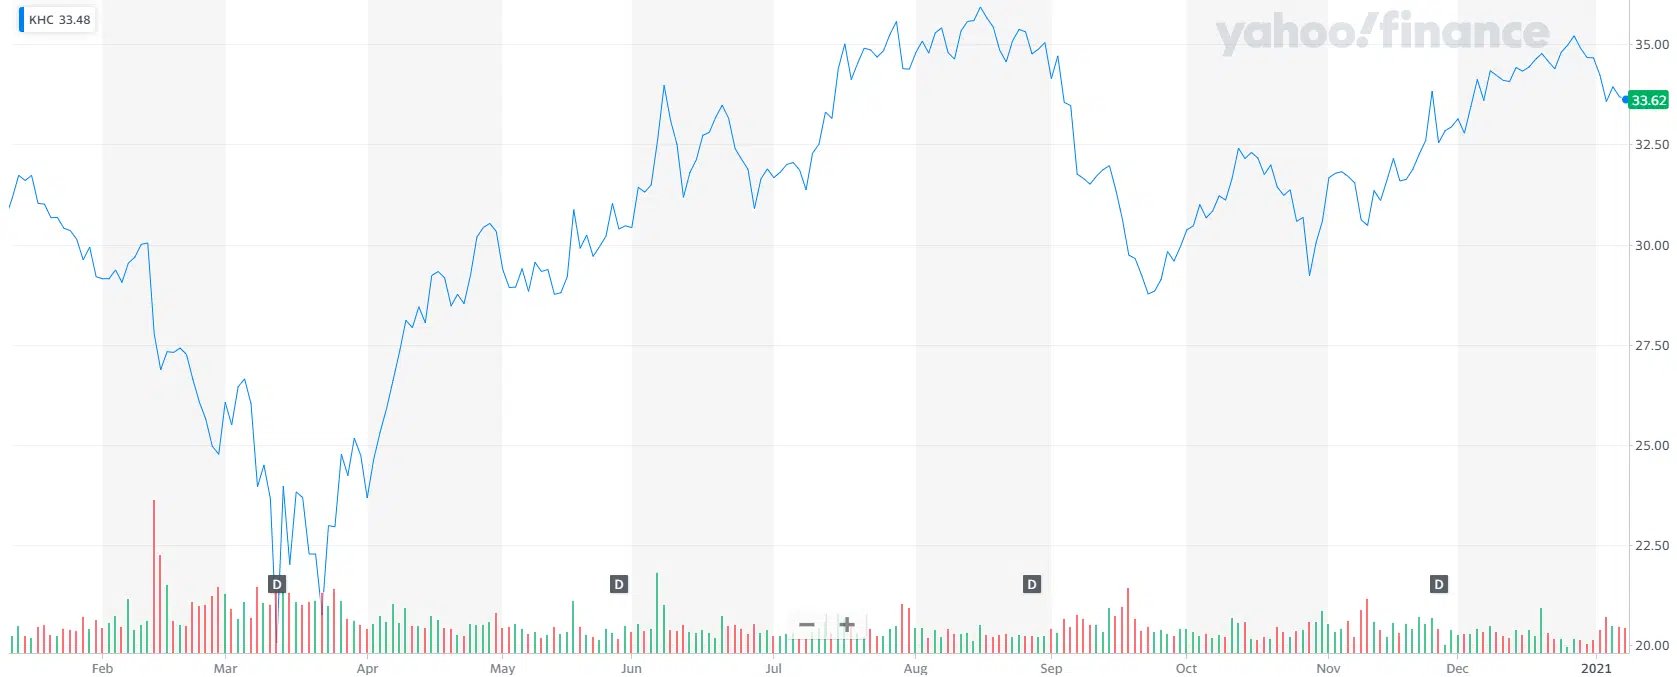 KHC 33.48
yahoo!finance
35.00
33.62
32.50
30.00
27.50
25.00
22.50
D D D D
− +
20.00
Feb Mar Apr May Jun Jul Aug Sep Oct Nov Dec 2021